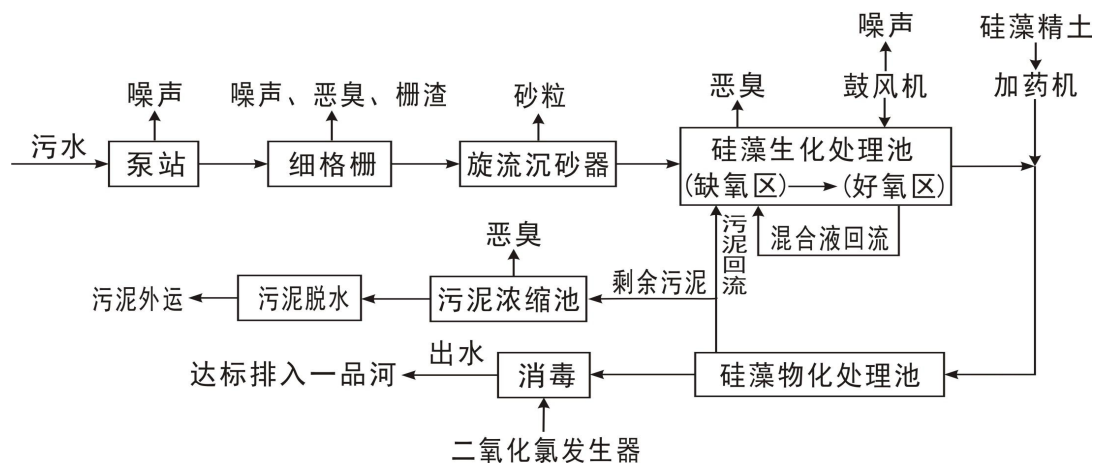 噪声
硅藻精土
噪声
噪声、恶臭、栅渣
砂粒
恶臭
鼓风机
加药机
污水
泵站
细格栅
旋流沉砂器
硅藻生化处理池
(缺氧区)
(好氧区)
污泥回流
混合液回流
恶臭
剩余污泥
污泥外运
污泥脱水
污泥浓缩池
出水
达标排入一品河
消毒
硅藻物化处理池
二氧化氯发生器